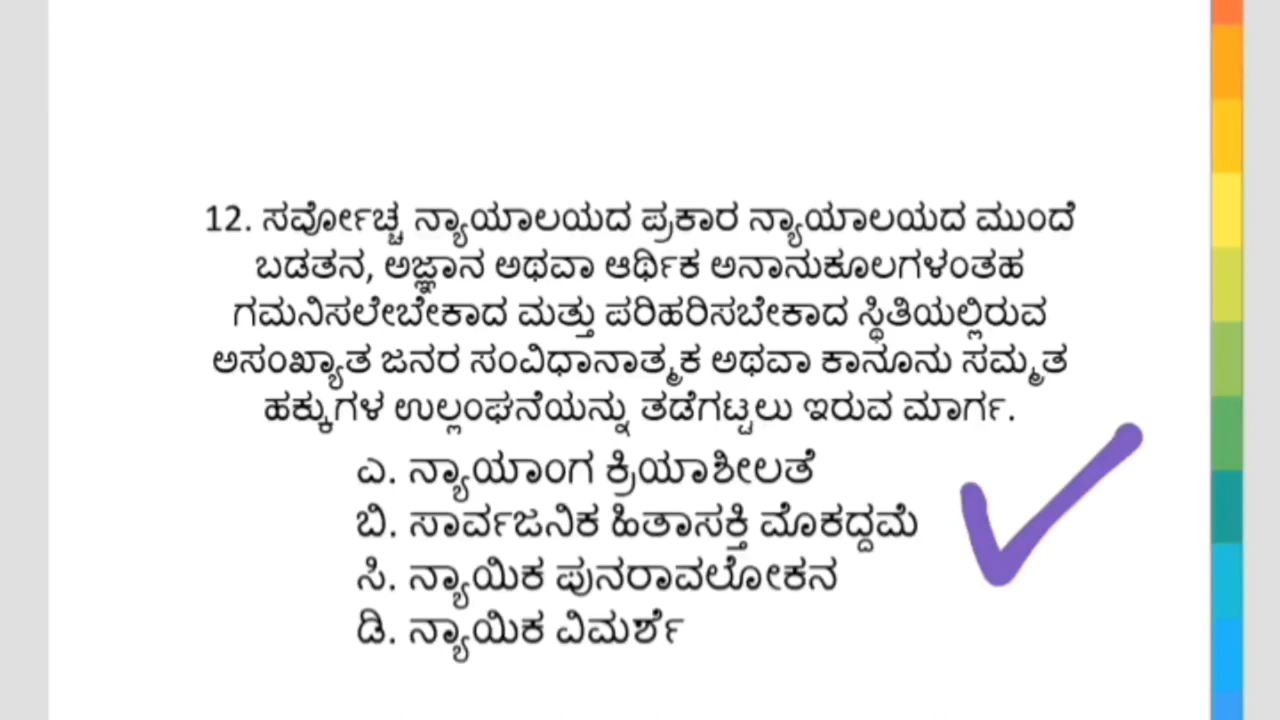 12. ಸರ್ವೋಚ್ಚ ನ್ಯಾಯಾಲಯದ ಪ್ರಕಾರ ನ್ಯಾಯಾಲಯದ ಮುಂದೆ
ಬಡತನ, ಅಜ್ಞಾನ ಅಥವಾ ಆರ್ಥಿಕ ಅನಾನುಕೂಲಗಳಂತಹ
ಗಮನಿಸಲೇಬೇಕಾದ ಮತ್ತು ಪರಿಹರಿಸಬೇಕಾದ ಸ್ಥಿತಿಯಲ್ಲಿರುವ
ಅಸಂಖ್ಯಾತ ಜನರ ಸಂವಿಧಾನಾತ್ಮಕ ಅಥವಾ ಕಾನೂನು ಸಮ್ಮತ
ಹಕ್ಕುಗಳ ಉಲ್ಲಂಘನೆಯನ್ನು ತಡೆಗಟ್ಟಲು ಇರುವ ಮಾರ್ಗ.
ಎ. ನ್ಯಾಯಾಂಗ ಕ್ರಿಯಾಶೀಲತೆ
ಬಿ. ಸಾರ್ವಜನಿಕ ಹಿತಾಸಕ್ತಿ ಮೊಕದ್ದಮೆ
ಸಿ. ನ್ಯಾಯಿಕ ಪುನರಾವಲೋಕನ
ಡಿ. ನ್ಯಾಯಿಕ ವಿಮರ್ಶೆ